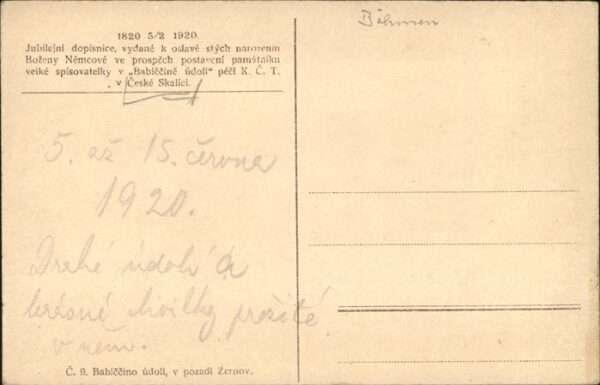 1820 5/2 1920.
Jubilejní dopisnice, vydané k oslavě stých narozenin
Boženy Němcové ve prospěch postavení památníku
veliké spisovatelky v „Babiččině údolí" péčí K. Č. T.
v České Skalici.
Böhmen
5. až 15. června
1920.
Drahé údolí a
krásné chvilky prožité
v něm.
Č. 9. Babiččino údolí, v pozadí Žernov.